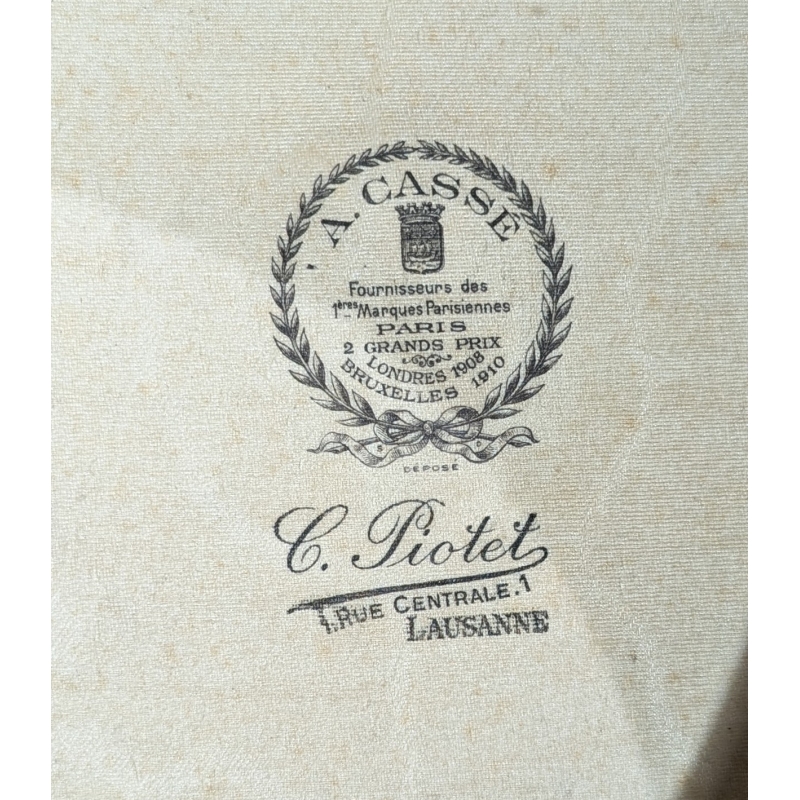 A. CASSÉ
Fournisseurs des
1ères Marques Parisiennes
PARIS
2 GRANDS PRIX
LONDRES 1908
BRUXELLES 1910
DÉPOSÉ
C. Piotet
1. RUE CENTRALE. 1
LAUSANNE